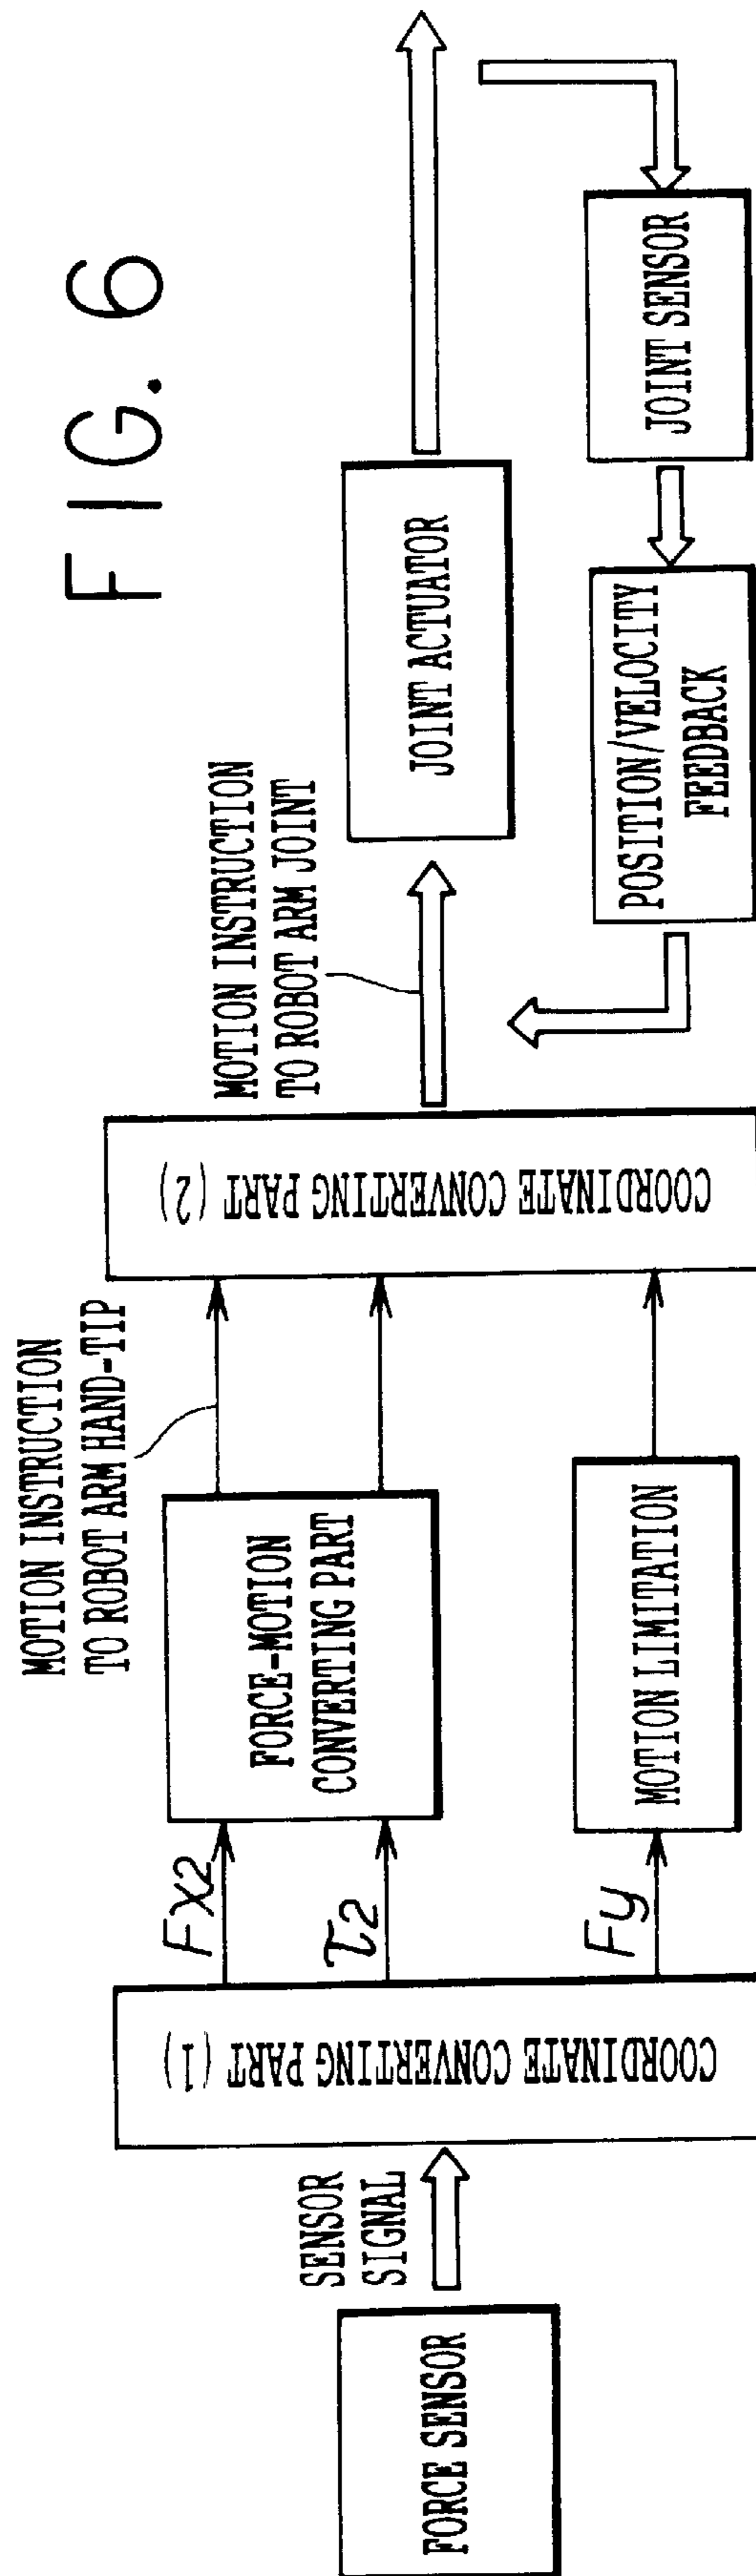 FIG. 6
FORCE SENSOR
SENSOR
SIGNAL
COORDINATE CONVERTING PART (1)
Fx2
τ2
Fy
FORCE-MOTION
CONVERTING PART
MOTION LIMITATION
MOTION INSTRUCTION
TO ROBOT ARM HAND-TIP
COORDINATE CONVERTING PART (2)
MOTION INSTRUCTION
TO ROBOT ARM JOINT
JOINT ACTUATOR
POSITION/VELOCITY
FEEDBACK
JOINT SENSOR